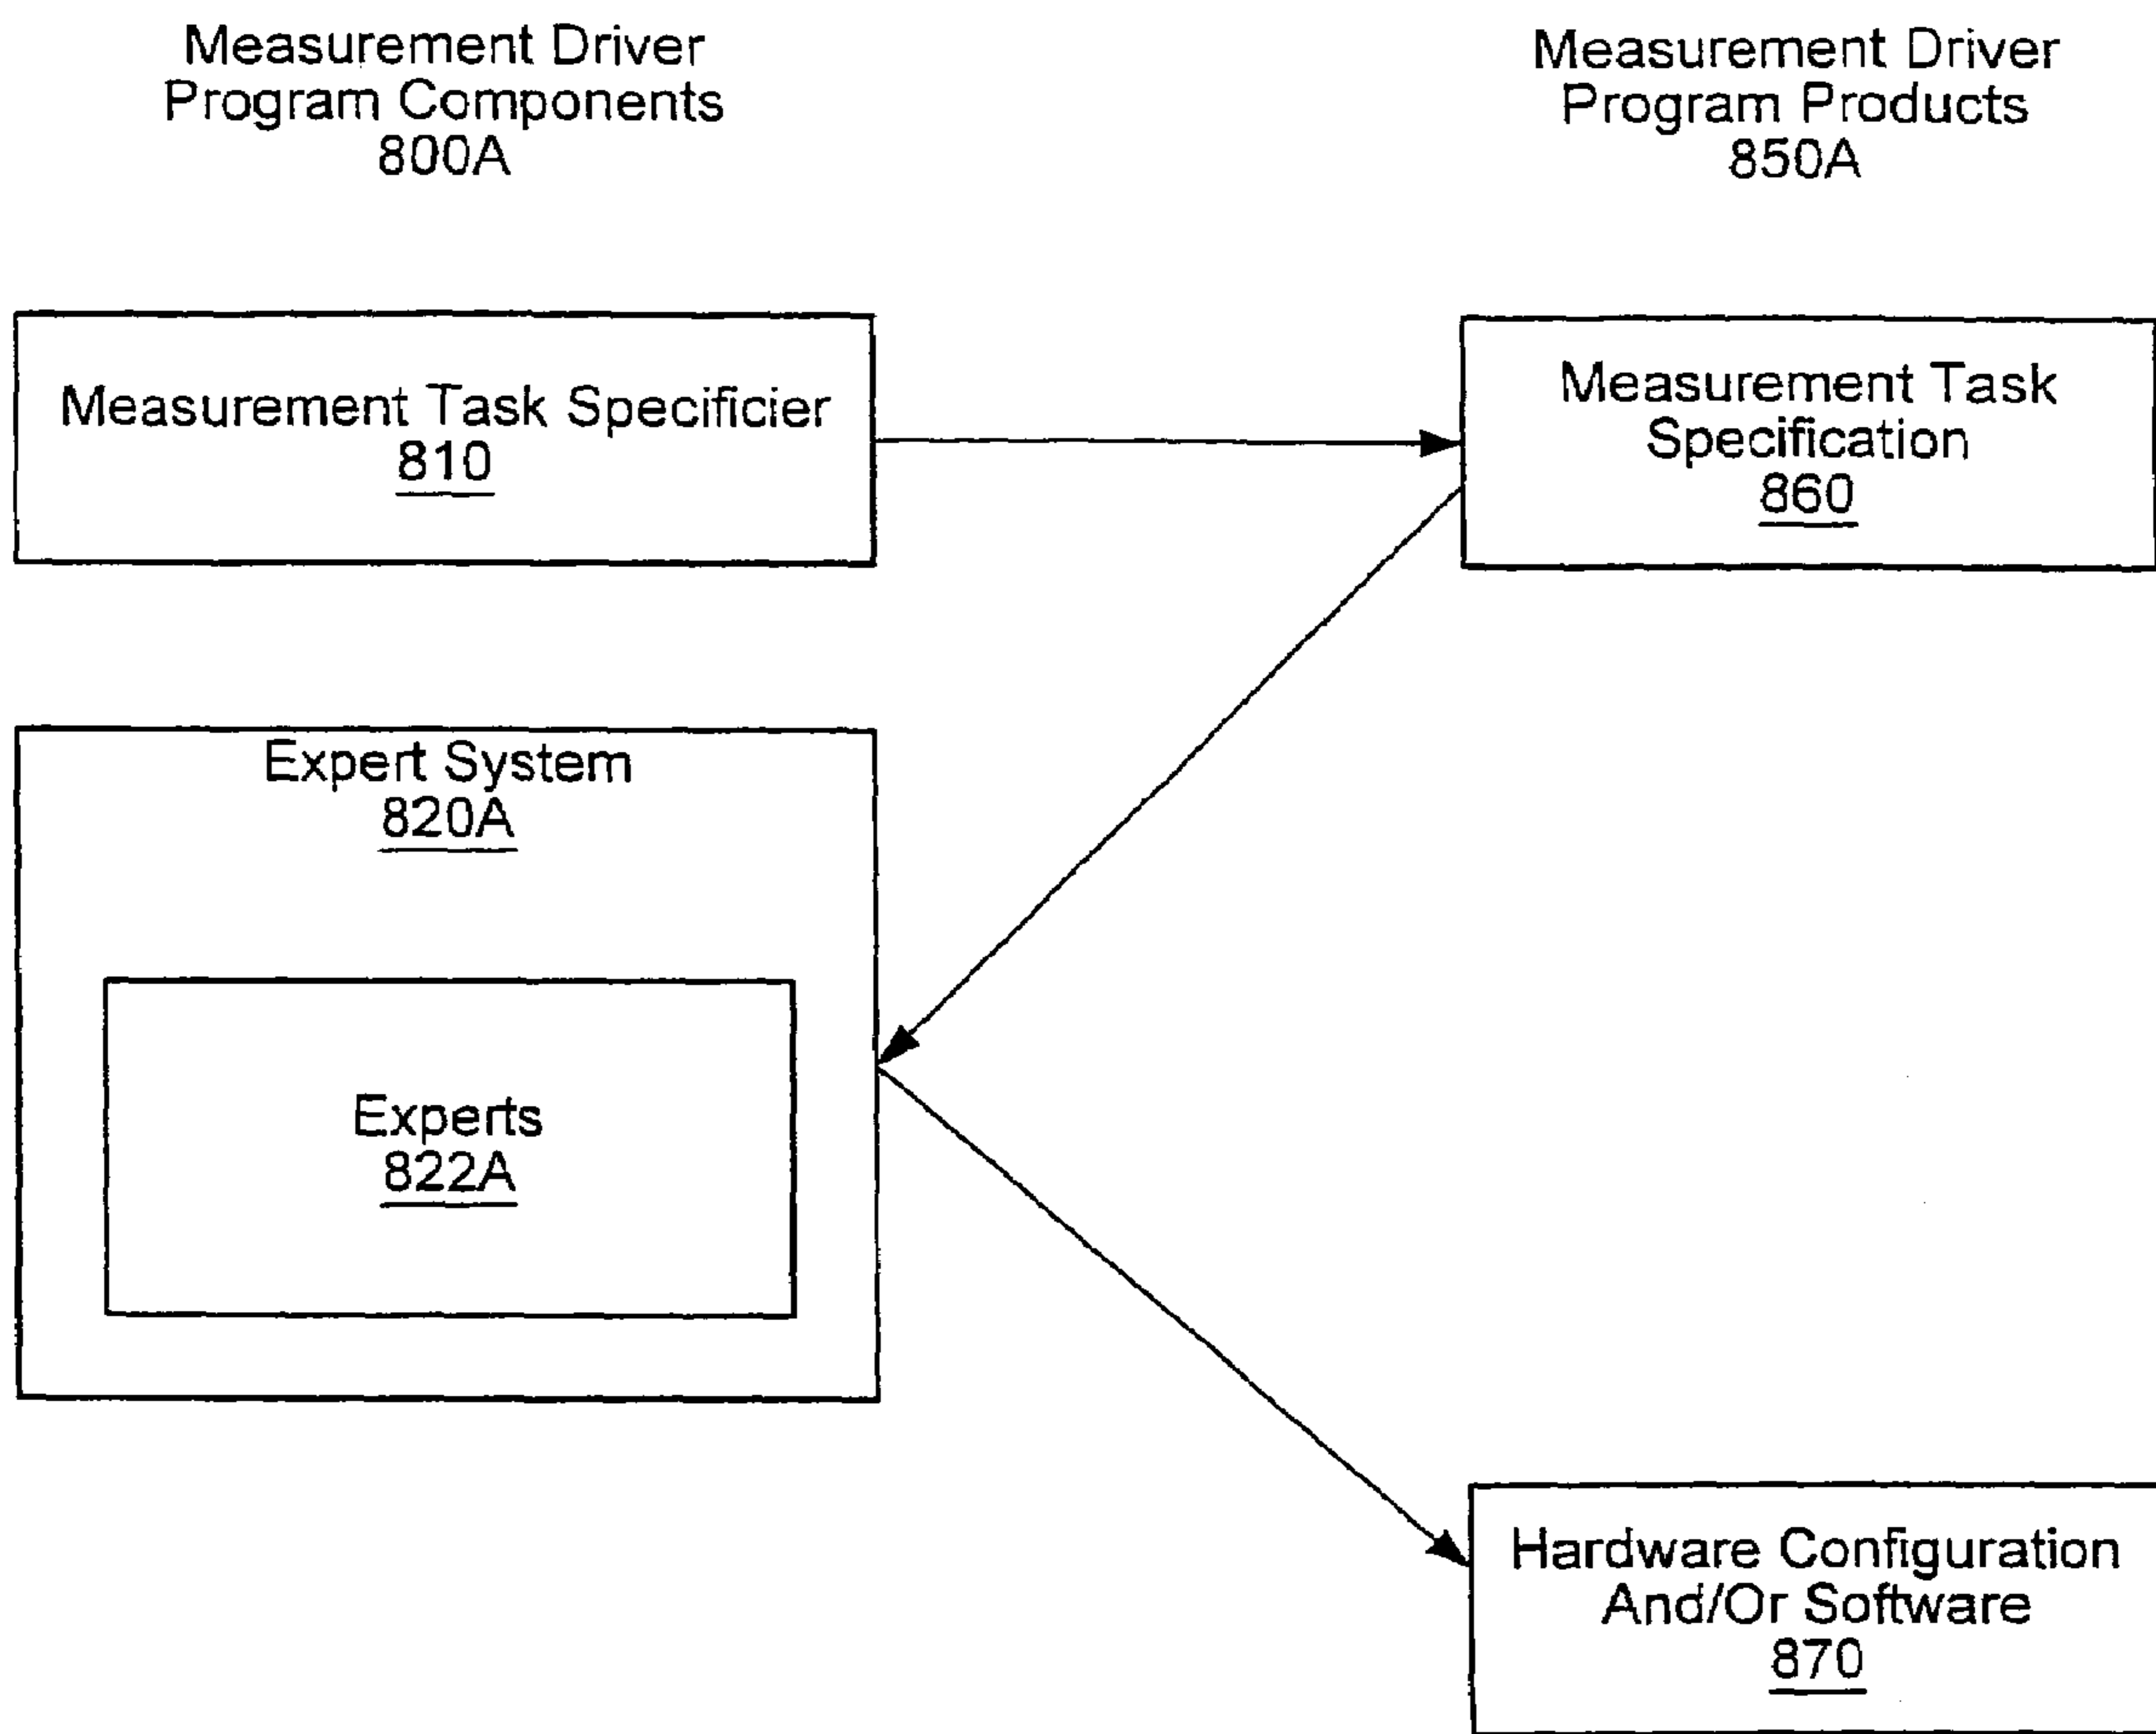 Measurement Driver
Program Components
800A
Measurement Driver
Program Products
850A
Measurement Task Specificier
810
Measurement Task
Specification
860
Expert System
820A
Experts
822A
Hardware Configuration
And/Or Software
870